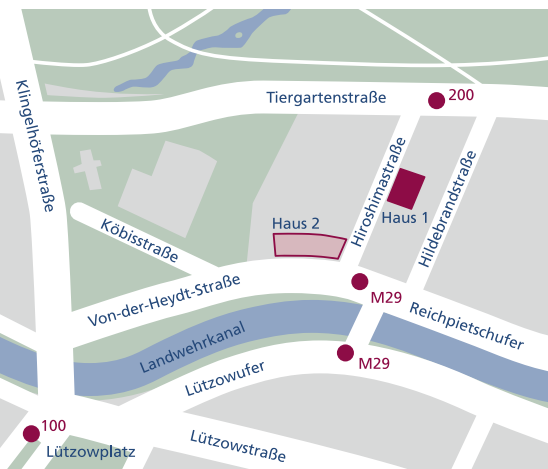 Klingelhöferstraße
Tiergartenstraße
200
Hiroshimastraße
Haus 1
Hildebrandstraße
Haus 2
Köbisstraße
Von-der-Heydt-Straße
M29
Reichpietschufer
Landwehrkanal
M29
Lützowufer
100
Lützowplatz
Lützowstraße